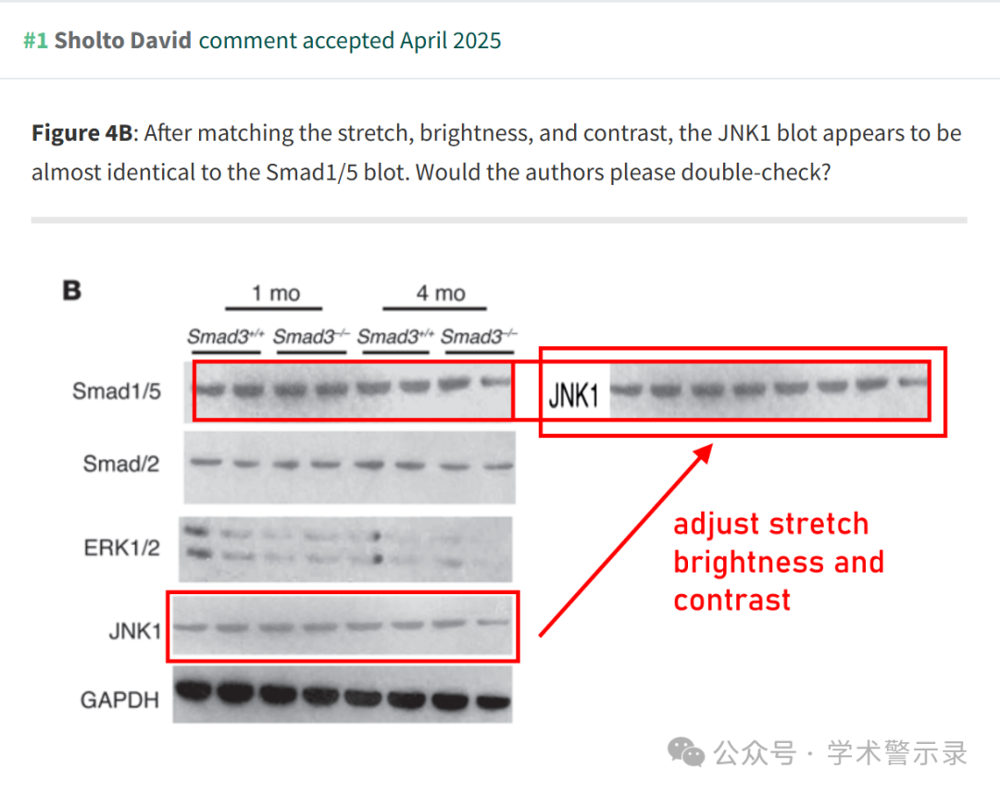 #1 Sholto David comment accepted April 2025
Figure 4B: After matching the stretch, brightness, and contrast, the JNK1 blot appears to be
almost identical to the Smad1/5 blot. Would the authors please double-check?
B
1 mo 4 mo
Smad3+/+ Smad3-/- Smad3+/+ Smad3-/-
Smad1/5
JNK1
Smad/2
ERK1/2
adjust stretch
brightness and
contrast
JNK1
GAPDH
公众号 · 学术警示录